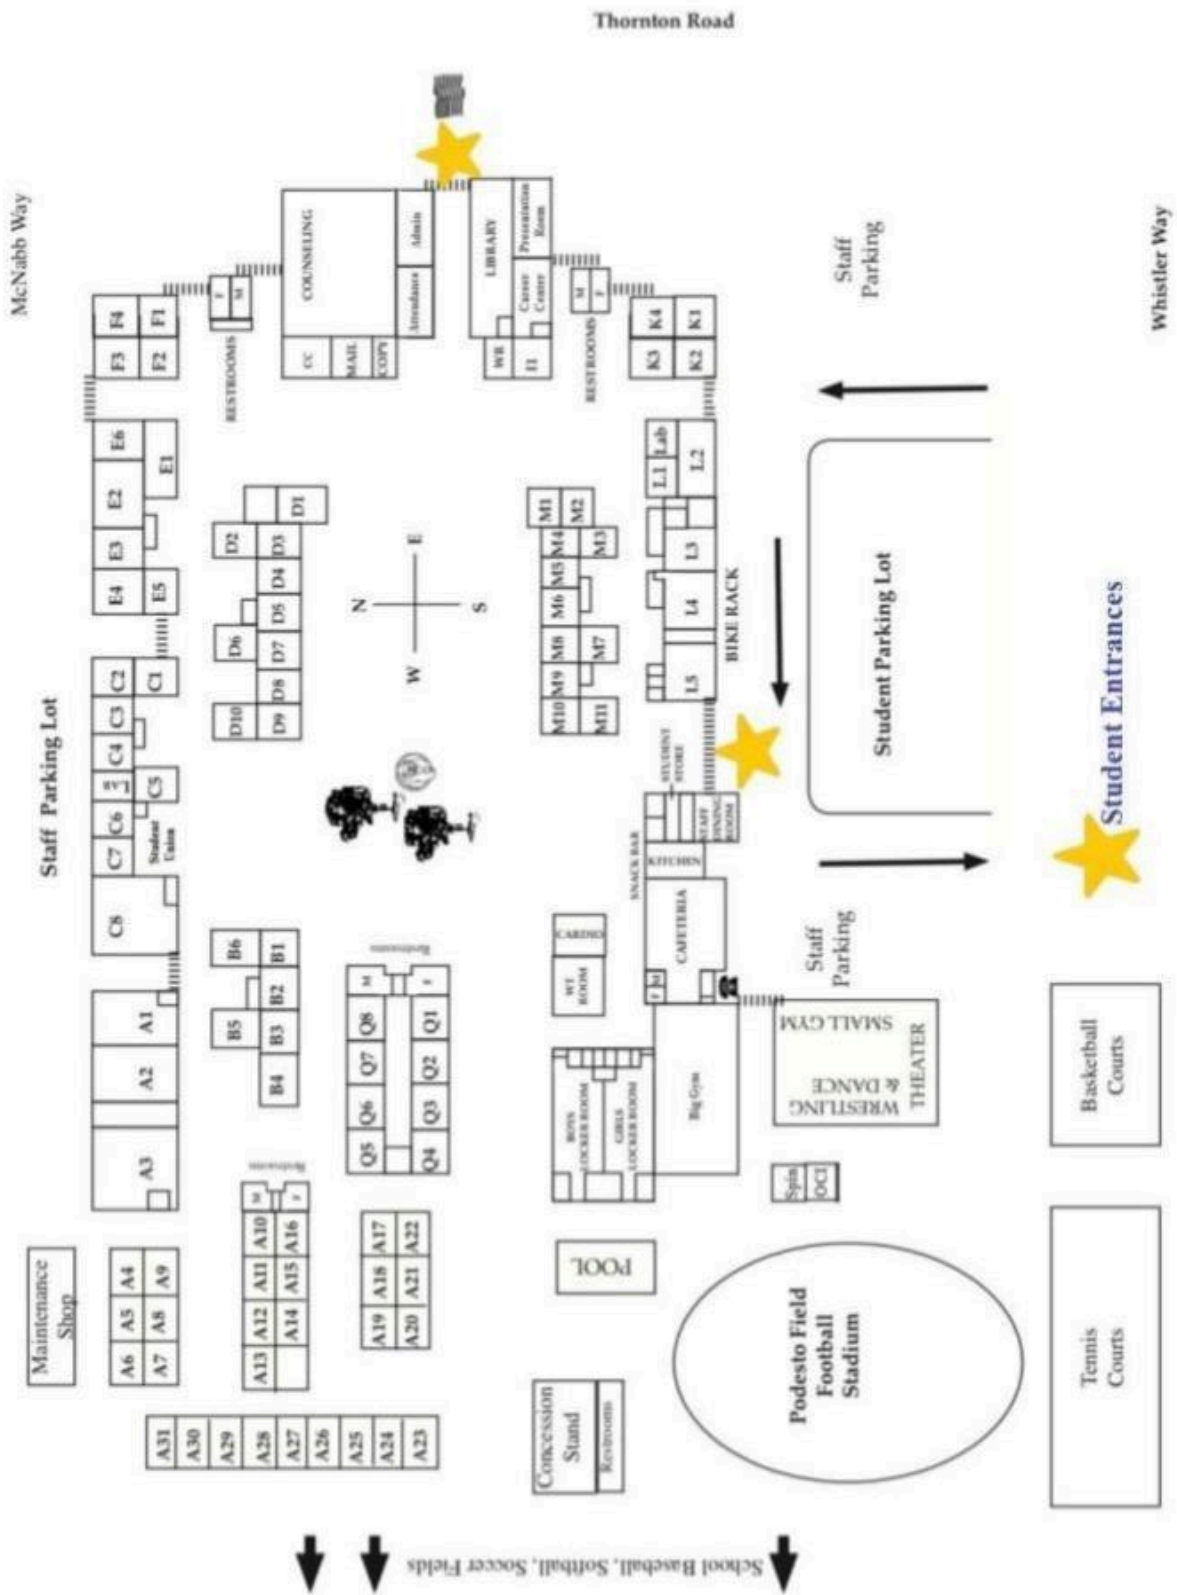 Thornton Road
McNabb Way
Whistler Way
Staff
Parking
COUNSELING
Admin
Attendance
CC
MAIL
COPY
LIBRARY
Presentation
Room
Career
Center
WR
I1
F
M
RESTROOMS
M
F
RESTROOMS
F4
F1
F3
F2
K4
K1
K3
K2
Staff Parking Lot
E6
E1
E2
E3
E4
E5
C2
C1
C3
C4
LAB
C5
C6
C7
Student
Union
C8
D1
D2
D3
D4
D5
D6
D7
D8
D10
D9
N
E
S
W
M1
M2
M4
M3
M5
M6
M8
M7
M9
M10
M11
L1
Lab
L2
L3
L4
L5
BIKE RACK
Student Parking Lot
Student Entrances
STUDENT
STORE
STAFF
DINING
ROOM
SNACK BAR
KITCHEN
CAFETERIA
F
M
CARDIO
WT
ROOM
Staff
Parking
SMALL GYM
WRESTLING
& DANCE
THEATER
Basketball
Courts
B6
B1
B2
B5
B3
B4
Restrooms
M
F
Q8
Q1
Q7
Q2
Q6
Q3
Q5
Q4
A1
A2
A3
BOYS
LOCKER ROOM
GIRLS
LOCKER ROOM
Big Gym
Spin
OCI
Restrooms
M
F
A10
A16
A11
A15
A12
A14
A13
A17
A22
A18
A21
A19
A20
Maintenance
Shop
A4
A9
A5
A8
A6
A7
POOL
Podesto Field
Football
Stadium
Tennis
Courts
Concession
Stand
Restrooms
A31
A30
A29
A28
A27
A26
A25
A24
A23
School Baseball, Softball, Soccer Fields